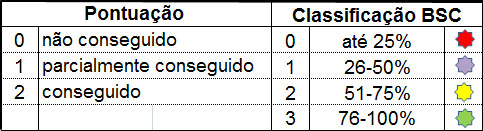 Pontuação Classificação BSC
0 não conseguido 0 até 25%
1 parcialmente conseguido 1 26-50%
2 conseguido 2 51-75%
3 76-100%